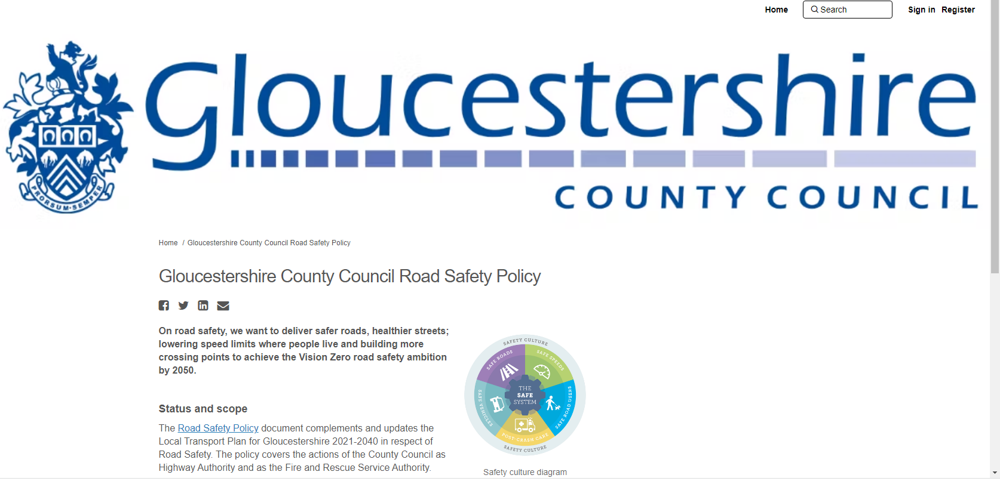 Home
Search
Sign in Register
Gloucestershire
COUNTY COUNCIL
PRORSUM·SEMPER
Home / Gloucestershire County Council Road Safety Policy
Gloucestershire County Council Road Safety Policy
On road safety, we want to deliver safer roads, healthier streets;
lowering speed limits where people live and building more
crossing points to achieve the Vision Zero road safety ambition
by 2050.
Status and scope
The Road Safety Policy document complements and updates the
Local Transport Plan for Gloucestershire 2021-2040 in respect of
Road Safety. The policy covers the actions of the County Council as
Highway Authority and as the Fire and Rescue Service Authority.
SAFETY CULTURE
SAFE ROADS
SAFE SPEEDS
THE
SAFE
SYSTEM
SAFE VEHICLES
SAFE ROAD USERS
POST-CRASH CARE
SAFETY CULTURE
Safety culture diagram